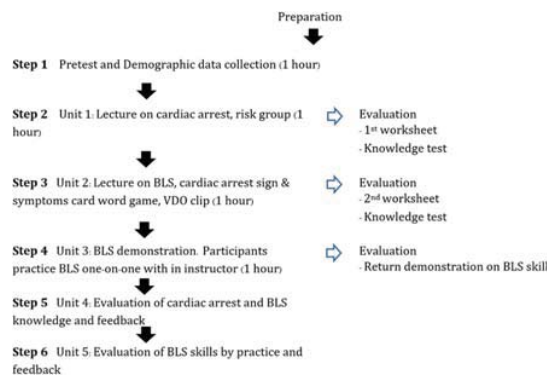 Preparation
Step 1 Pretest and Demographic data collection (1 hour)
Step 2 Unit 1: Lecture on cardiac arrest, risk group (1
hour)
Evaluation
- 1st worksheet
- Knowledge test
Step 3 Unit 2: Lecture on BLS, cardiac arrest sign &
symptoms card word game, VDO clip (1 hour)
Evaluation
- 2nd worksheet
- Knowledge test
Step 4 Unit 3: BLS demonstration. Participants
practice BLS one-on-one with in instructor (1 hour)
Evaluation
- Return demonstration on BLS skill
Step 5 Unit 4: Evaluation of cardiac arrest and BLS
knowledge and feedback
Step 6 Unit 5: Evaluation of BLS skills by practice and
feedback